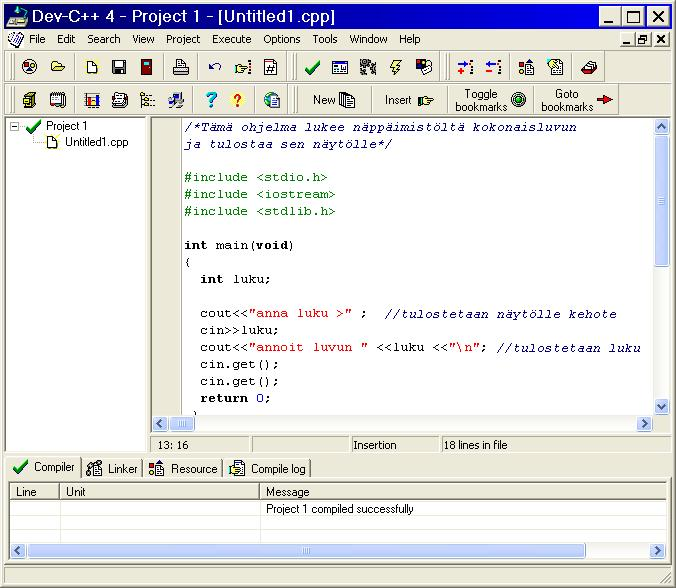 Dev-C++ 4 - Project 1 - [Untitled1.cpp]
File Edit Search View Project Execute Options Tools Window Help
New Insert Toggle bookmarks Goto bookmarks
Project 1
Untitled1.cpp
/*Tämä ohjelma lukee näppäimistöltä kokonaisluvun
ja tulostaa sen näytölle*/
#include <stdio.h>
#include <iostream>
#include <stdlib.h>
int main(void)
{
int luku;
cout<<"anna luku >" ; //tulostetaan näytölle kehote
cin>>luku;
cout<<"annoit luvun " <<luku <<"\n"; //tulostetaan luku
cin.get();
cin.get();
return 0;
13: 16 Insertion 18 lines in file
Compiler Linker Resource Compile log
Line Unit Message
Project 1 compiled successfully